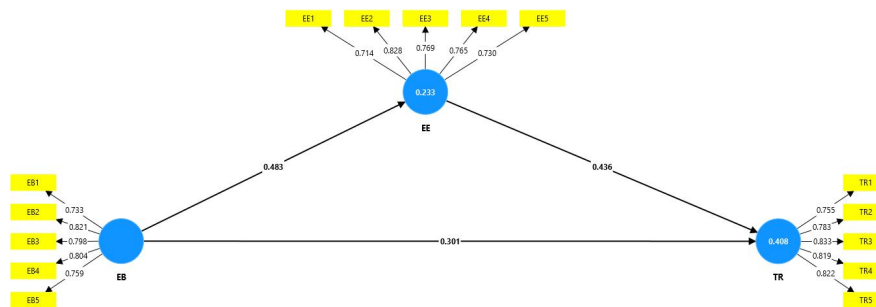 EE1 EE2 EE3 EE4 EE5
0.714 0.828 0.769 0.765 0.730
0.233
EE
0.483 0.436
EB1
EB2
EB3
EB4
EB5
0.733
0.821
0.798
0.804
0.759
EB
0.301
0.408
TR
0.755
0.783
0.833
0.819
0.822
TR1
TR2
TR3
TR4
TR5